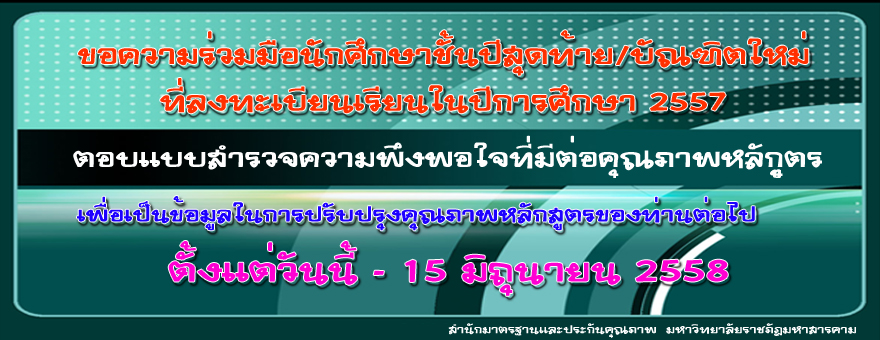 ขอความร่วมมือนักศึกษาชั้นปีสุดท้าย/บัณฑิตใหม่
ที่ลงทะเบียนเรียนในปีการศึกษา 2557
ตอบแบบสำรวจความพึงพอใจที่มีต่อคุณภาพหลักูตร
เพื่อเป็นข้อมูลในการปรับปรุงคุณภาพหลักสูตรของท่านต่อไป
ตั้งแต่วันนี้ - 15 มิถุนายน 2558
สำนักมาตรฐานและประกันคุณภาพ มหาวิทยาลัยราชภัฏมหาสารคาม